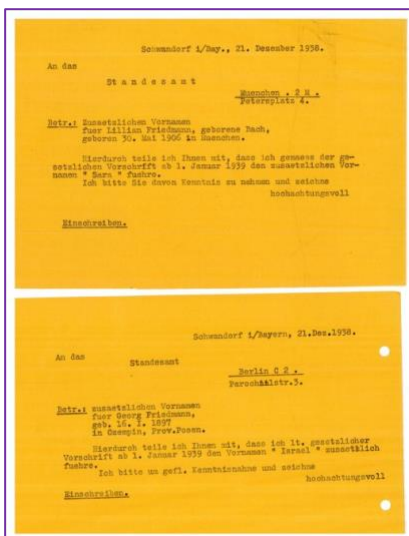 Schwandorf i/Bay., 21. Dezember 1938.
An das
Standesamt
Muenchen . 2 M .
Petersplatz 4.
Betr.: Zusaetzlichen Vornamen
fuer Lillian Friedmann, geborene Bach,
geboren 30. Mai 1906 in Muenchen.
Hierdurch teile ich Ihnen mit, dass ich gemaess der ge-
setzlichen Vorschrift ab 1. Januar 1939 den zusaetzlichen Vor-
namen " Sara " fuehre.
Ich bitte Sie davon Kenntnis zu nehmen und zeichne
hochachtungsvoll
Einschreiben.
Schwandorf i/Bayern, 21.Dez.1938.
An das
Standesamt
Berlin C 2 .
Parochialstr.3.
Betr.: zusaetzlichen Vornamen
fuer Georg Friedmann,
geb. 16. I. 1897
in Czempin, Prov.Posen.
Hierdurch teile ich Ihnen mit, dass ich lt. gesetzlicher
Vorschrift ab 1. Januar 1939 den Vornamen " Israel " zusaetzlich
fuehre.
Ich bitte um gefl. Kenntnisnahme und zeichne
hochachtungsvoll
Einschreiben.